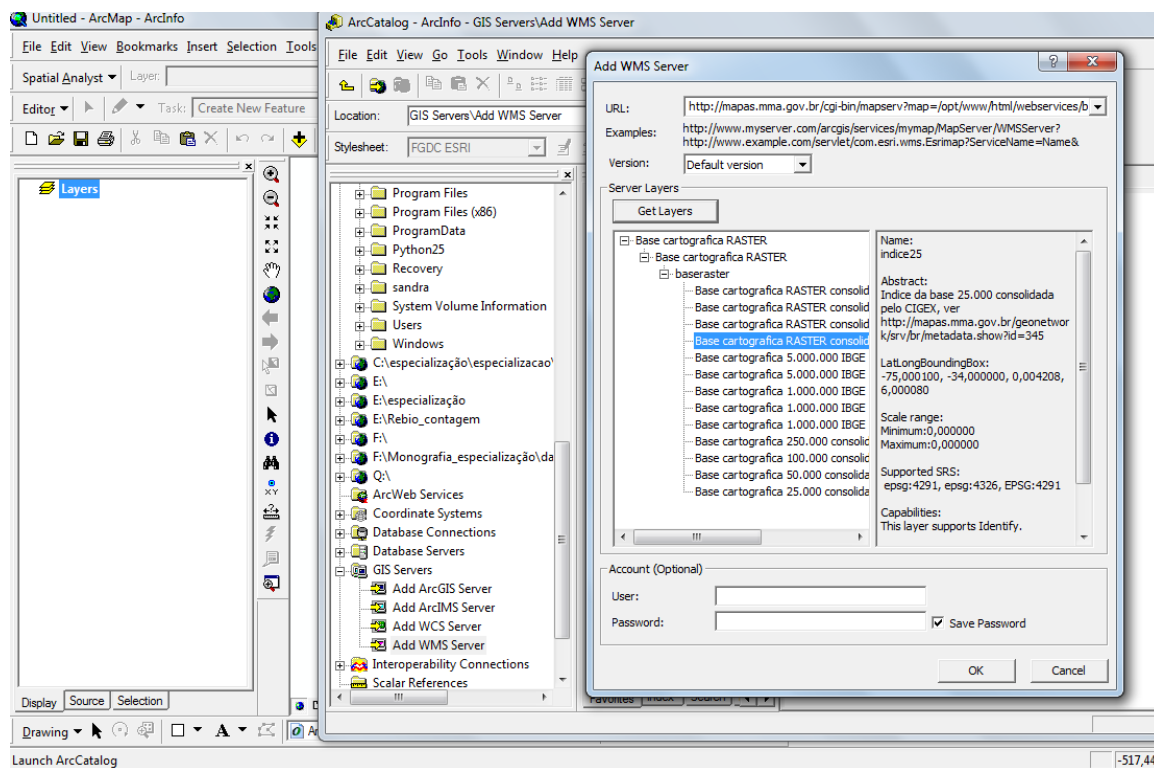 Untitled - ArcMap - ArcInfo
File Edit View Bookmarks Insert Selection Tools
Spatial Analyst Layer:
Editor Task: Create New Feature
Layers
Display Source Selection
Drawing A
Launch ArcCatalog
-517,44
ArcCatalog - ArcInfo - GIS Servers\Add WMS Server
File Edit View Go Tools Window Help
Location: GIS Servers\Add WMS Server
Stylesheet: FGDC ESRI
Program Files
Program Files (x86)
ProgramData
Python25
Recovery
sandra
System Volume Information
Users
Windows
C:\especialização\especializacao\
E:\
E:\especialização
E:\Rebio_contagem
F:\
F:\Monografia_especialização\da
Q:\
ArcWeb Services
Coordinate Systems
Database Connections
Database Servers
GIS Servers
Add ArcGIS Server
Add ArcIMS Server
Add WCS Server
Add WMS Server
Interoperability Connections
Scalar References
Favorites Index Search
Add WMS Server
URL: http://mapas.mma.gov.br/cgi-bin/mapserv?map=/opt/www/html/webservices/b
Examples: http://www.myserver.com/arcgis/services/mymap/MapServer/WMSServer?
http://www.example.com/servlet/com.esri.wms.Esrimap?ServiceName=Name&
Version: Default version
Server Layers
Get Layers
Base cartografica RASTER
Base cartografica RASTER
baseraster
Base cartografica RASTER consolid
Base cartografica RASTER consolid
Base cartografica RASTER consolid
Base cartografica RASTER consolid
Base cartografica 5.000.000 IBGE
Base cartografica 5.000.000 IBGE
Base cartografica 1.000.000 IBGE
Base cartografica 1.000.000 IBGE
Base cartografica 1.000.000 IBGE
Base cartografica 250.000 consolid
Base cartografica 100.000 consolid
Base cartografica 50.000 consolida
Base cartografica 25.000 consolida
Name:
indice25
Abstract:
Indice da base 25.000 consolidada
pelo CIGEX, ver
http://mapas.mma.gov.br/geonetwor
k/srv/br/metadata.show?id=345
LatLongBoundingBox:
-75,000100, -34,000000, 0,004208,
6,000080
Scale range:
Minimum:0,000000
Maximum:0,000000
Supported SRS:
epsg:4291, epsg:4326, EPSG:4291
Capabilities:
This layer supports Identify.
Account (Optional)
User:
Password:
Save Password
OK Cancel